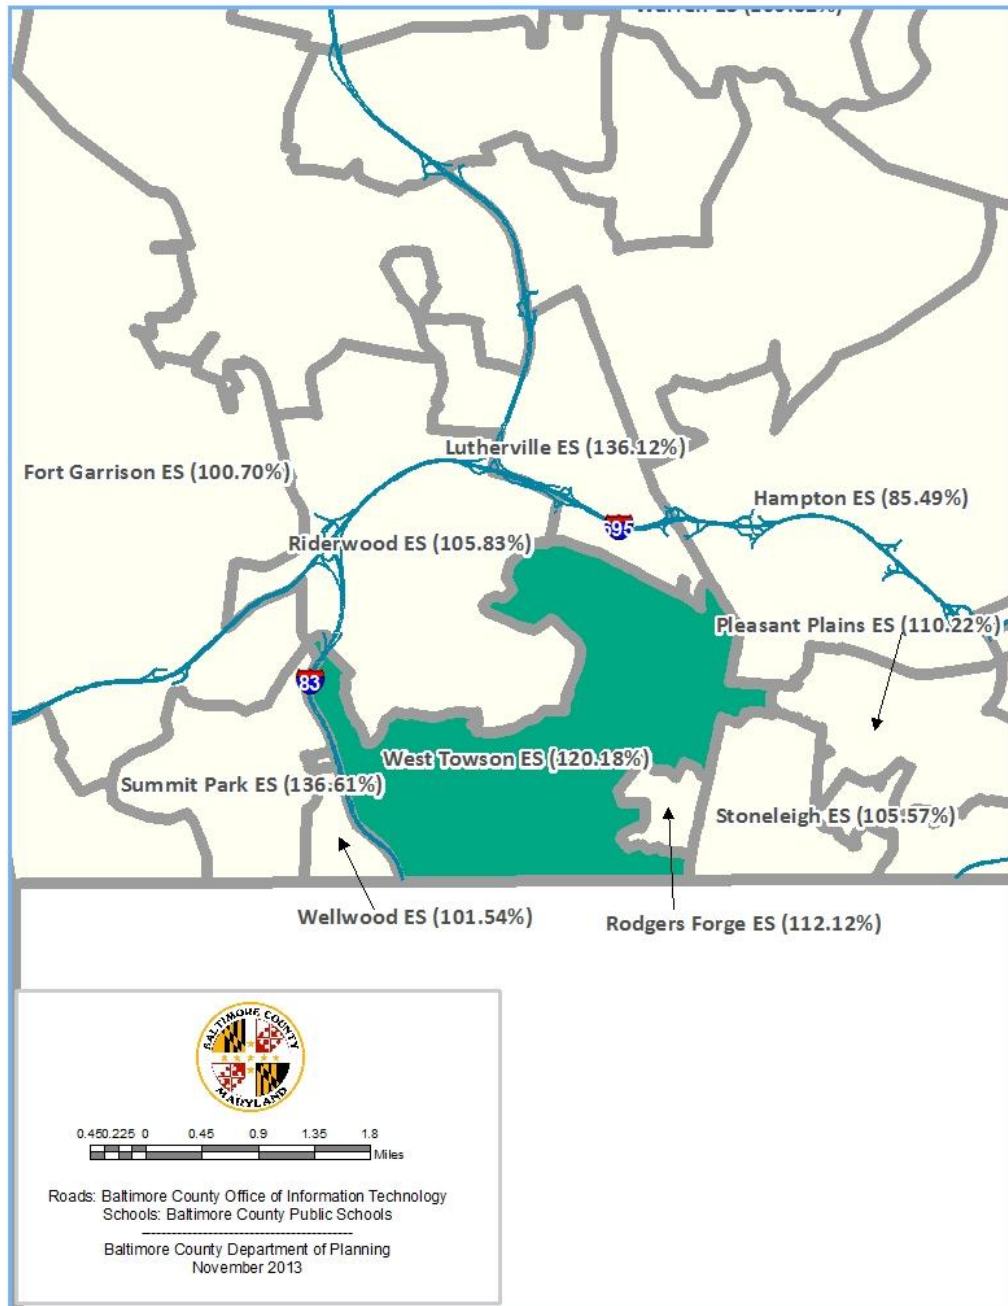 Lutherville ES (136.12%)
Fort Garrison ES (100.70%)
Hampton ES (85.49%)
695
Riderwood ES (105.83%)
Pleasant Plains ES (110.22%)
83
West Towson ES (120.18%)
Summit Park ES (136.61%)
Stoneleigh ES (105.57%)
Wellwood ES (101.54%)
Rodgers Forge ES (112.12%)
BALTIMORE COUNTY
MARYLAND
0.45 0.225 0 0.45 0.9 1.35 1.8
Miles
Roads: Baltimore County Office of Information Technology
Schools: Baltimore County Public Schools
Baltimore County Department of Planning
November 2013